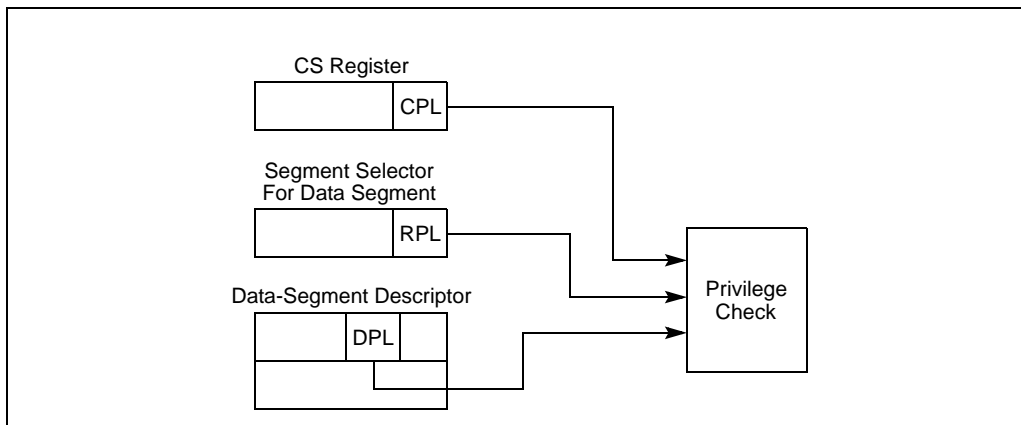 CS Register
CPL
Segment Selector
For Data Segment
RPL
Data-Segment Descriptor
DPL
Privilege
Check